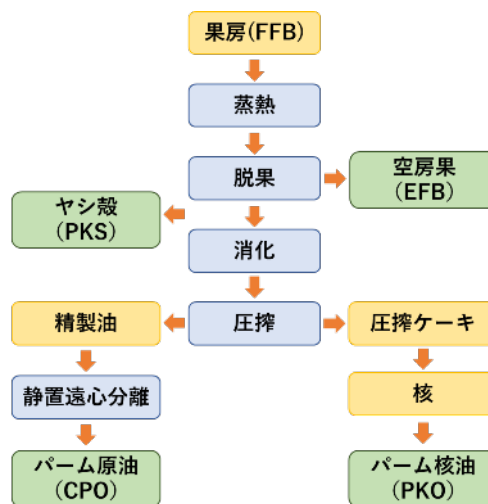 果房(FFB)
蒸熱
脱果
空房果
(EFB)
ヤシ殻
(PKS)
消化
精製油
圧搾
圧搾ケーキ
静置遠心分離
核
パーム原油
(CPO)
パーム核油
(PKO)